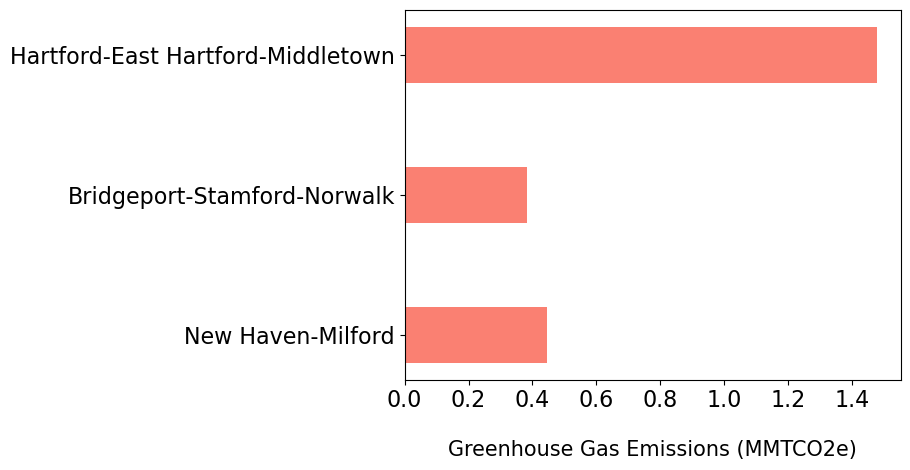 Hartford-East Hartford-Middletown
Bridgeport-Stamford-Norwalk
New Haven-Milford
0.0 0.2 0.4 0.6 0.8 1.0 1.2 1.4
Greenhouse Gas Emissions (MMTCO2e)